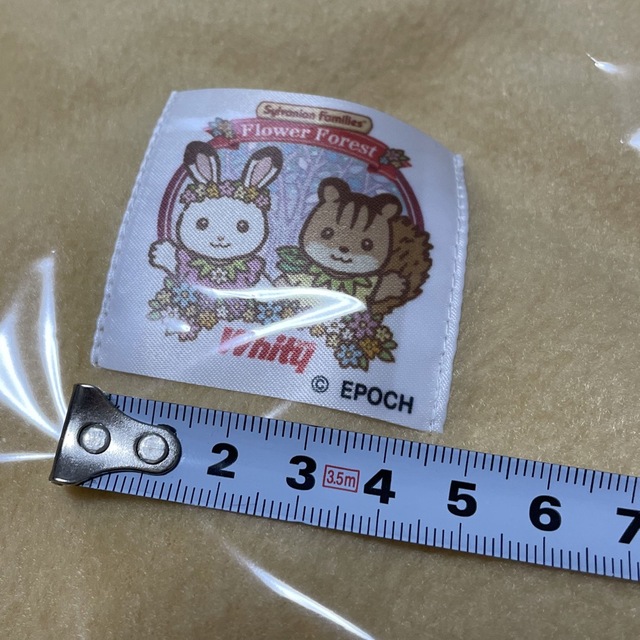 Sylvanian Families
Flower Forest
Whity
© EPOCH
2 3 3.5m 4 5 6 7